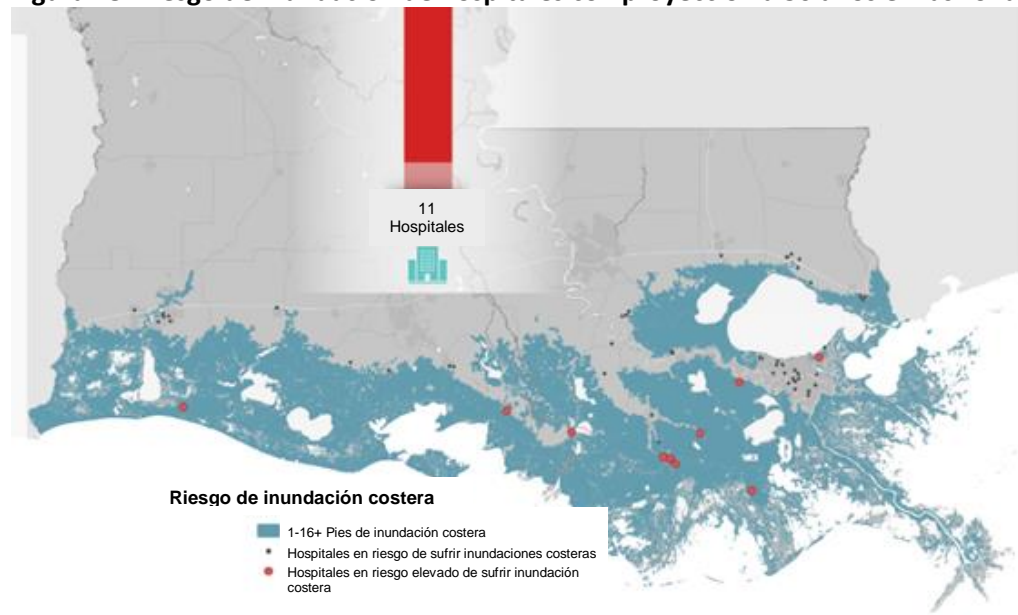 11
Hospitales
Riesgo de inundación costera
1-16+ Pies de inundación costera
Hospitales en riesgo de sufrir inundaciones costeras
Hospitales en riesgo elevado de sufrir inundación
costera